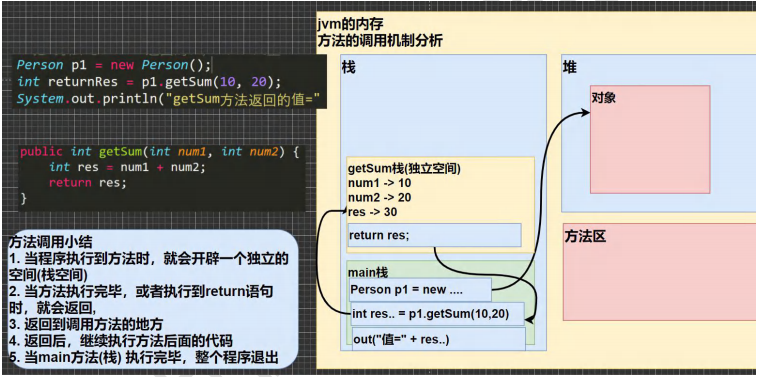 Person p1 = new Person();
int returnRes = p1.getSum(10, 20);
System.out.println("getSum方法返回的值="
public int getSum(int num1, int num2) {
int res = num1 + num2;
return res;
}
方法调用小结
1. 当程序执行到方法时，就会开辟一个独立的
空间(栈空间)
2. 当方法执行完毕，或者执行到return语句
时，就会返回,
3. 返回到调用方法的地方
4. 返回后，继续执行方法后面的代码
5. 当main方法(栈) 执行完毕，整个程序退出
jvm的内存
方法的调用机制分析
栈
getSum栈(独立空间)
num1 -> 10
num2 -> 20
res -> 30
return res;
main栈
Person p1 = new ....
int res.. = p1.getSum(10,20)
out("值=" + res..)
堆
对象
方法区